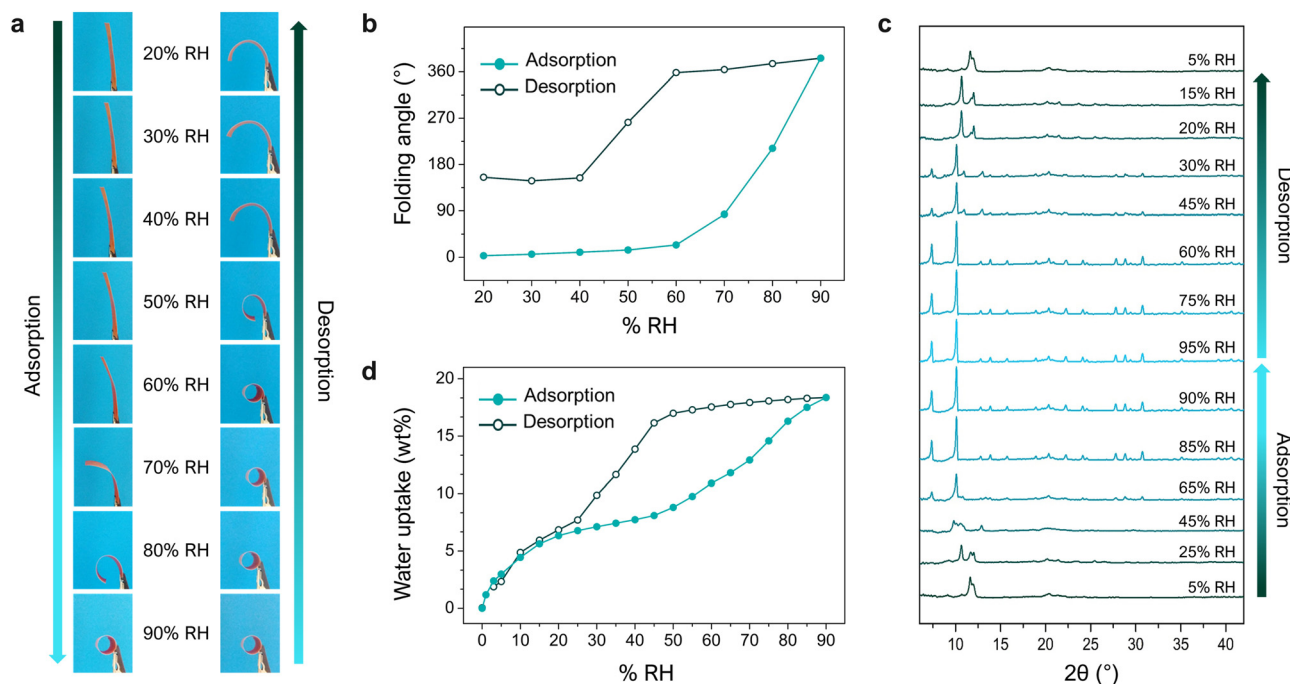 a
20% RH
30% RH
40% RH
50% RH
60% RH
70% RH
80% RH
90% RH
Adsorption
Desorption
b
Adsorption
Desorption
Folding angle (°)
360
270
180
90
0
20 30 40 50 60 70 80 90
% RH
d
Adsorption
Desorption
Water uptake (wt%)
20
15
10
5
0
0 10 20 30 40 50 60 70 80 90
% RH
c
5% RH
15% RH
20% RH
30% RH
45% RH
60% RH
75% RH
95% RH
90% RH
85% RH
65% RH
45% RH
25% RH
5% RH
Desorption
Adsorption
10 15 20 25 30 35 40
2θ (°)